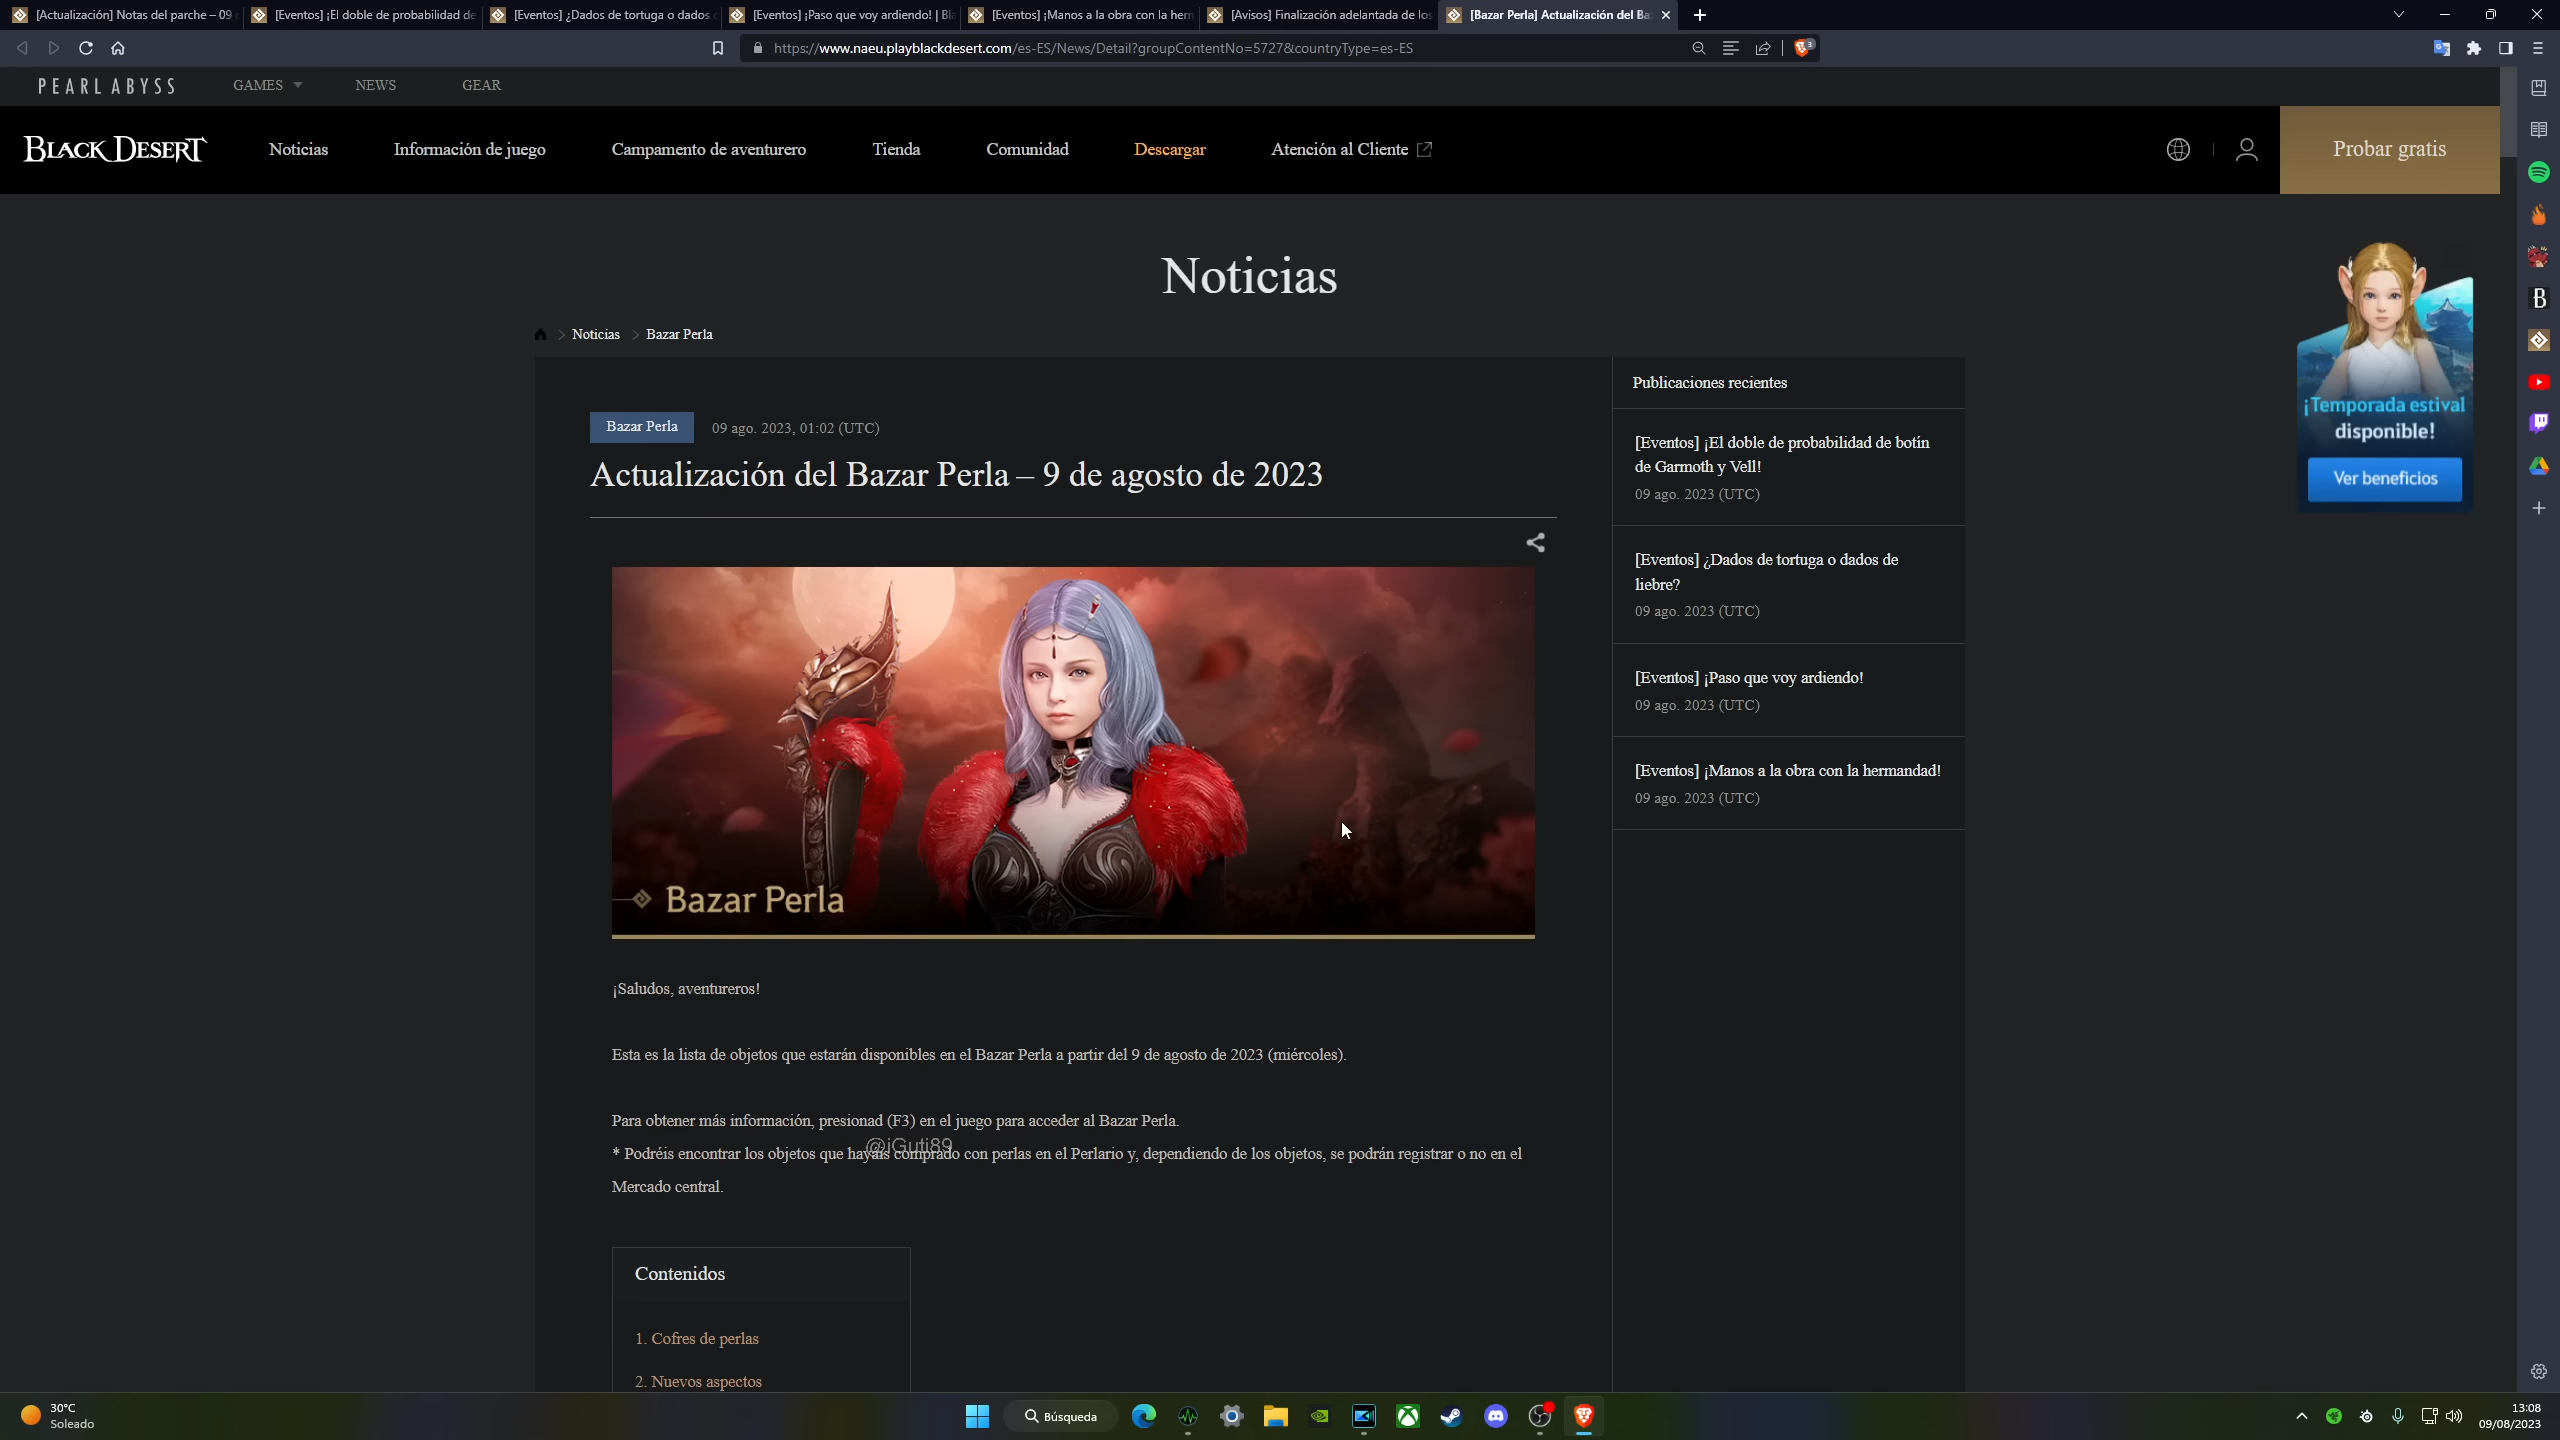 [Actualización] Notas del parche – 09
[Eventos] ¡El doble de probabilidad de
[Eventos] ¿Dados de tortuga o dados
[Eventos] ¡Paso que voy ardiendo! | Bl
[Eventos] ¡Manos a la obra con la herm
[Avisos] Finalización adelantada de los
[Bazar Perla] Actualización del Ba
https://www.naeu.playblackdesert.com/es-ES/News/Detail?groupContentNo=5727&countryType=es-ES
3
PEARL ABYSS
GAMES
NEWS
GEAR
BLACK DESERT
Noticias
Información de juego
Campamento de aventurero
Tienda
Comunidad
Descargar
Atención al Cliente
Probar gratis
Noticias
Noticias
Bazar Perla
Bazar Perla
09 ago. 2023, 01:02 (UTC)
Actualización del Bazar Perla – 9 de agosto de 2023
Bazar Perla
¡Saludos, aventureros!
Esta es la lista de objetos que estarán disponibles en el Bazar Perla a partir del 9 de agosto de 2023 (miércoles).
Para obtener más información, presionad (F3) en el juego para acceder al Bazar Perla.
@iGuti89
* Podréis encontrar los objetos que hayáis comprado con perlas en el Perlario y, dependiendo de los objetos, se podrán registrar o no en el
Mercado central.
Contenidos
1. Cofres de perlas
2. Nuevos aspectos
Publicaciones recientes
[Eventos] ¡El doble de probabilidad de botín
de Garmoth y Vell!
09 ago. 2023 (UTC)
[Eventos] ¿Dados de tortuga o dados de
liebre?
09 ago. 2023 (UTC)
[Eventos] ¡Paso que voy ardiendo!
09 ago. 2023 (UTC)
[Eventos] ¡Manos a la obra con la hermandad!
09 ago. 2023 (UTC)
¡Temporada estival
disponible!
Ver beneficios
B
30°C
Soleado
Búsqueda
13:08
09/08/2023